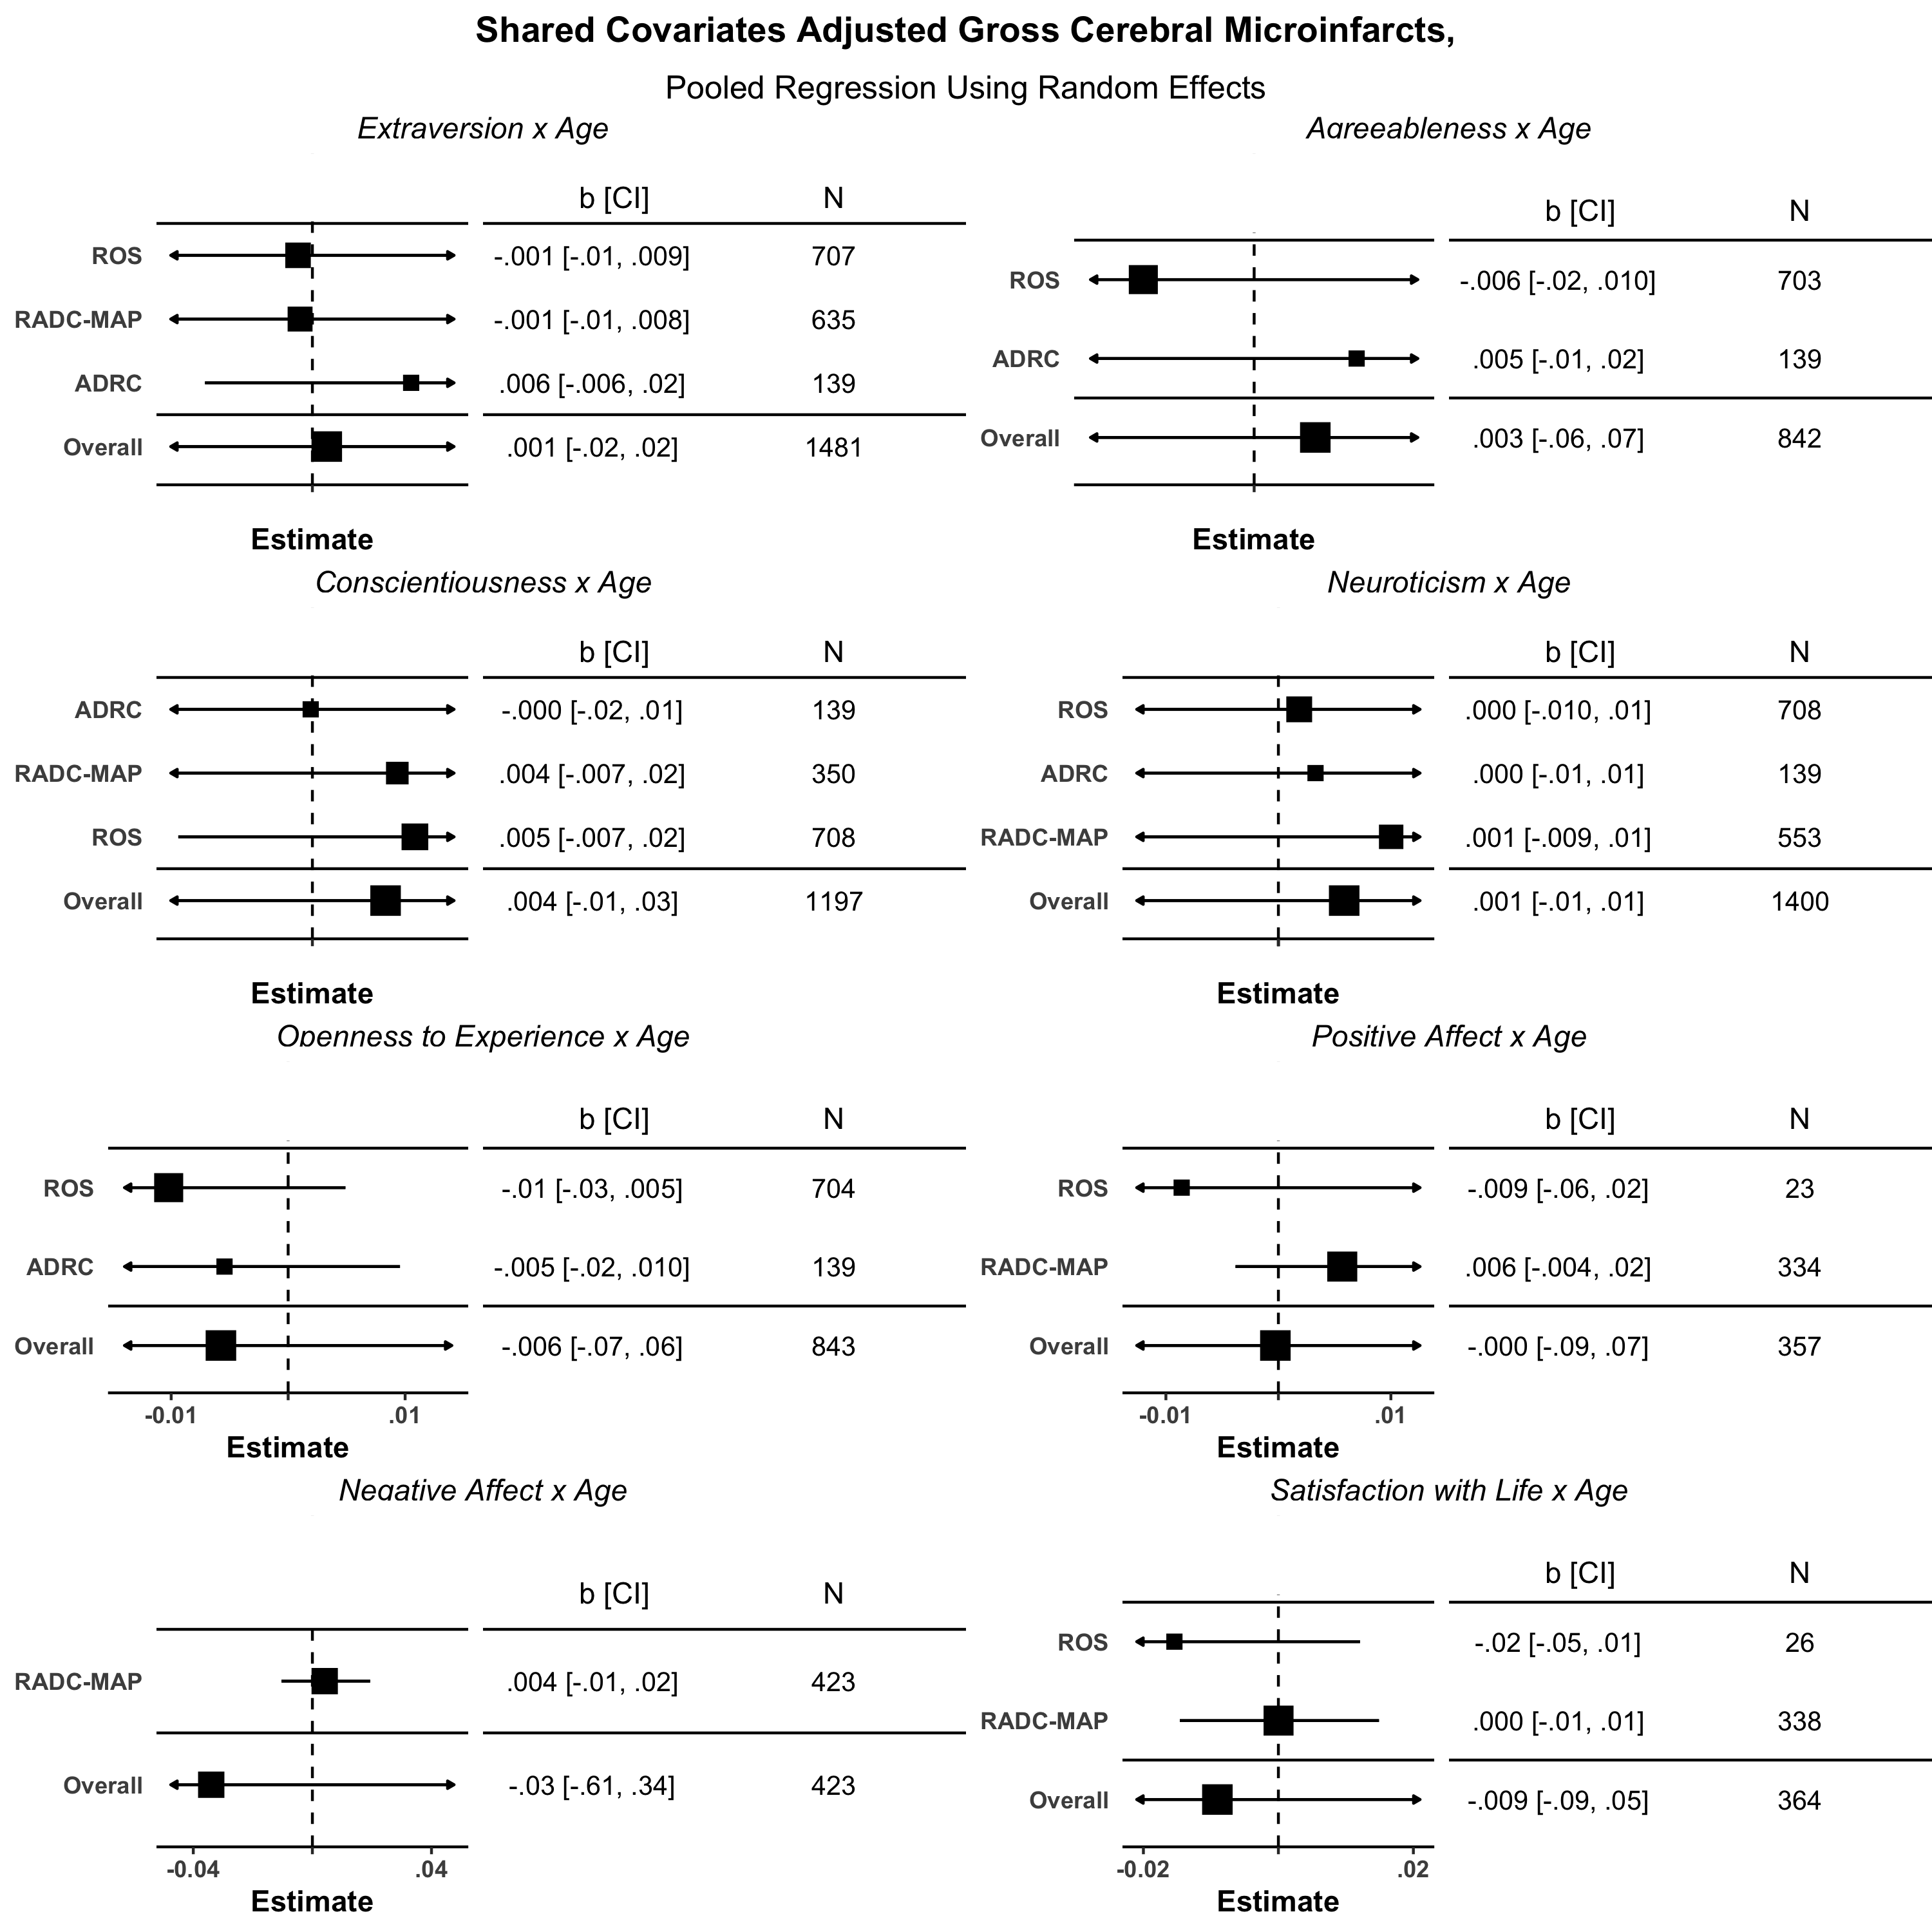 Shared Covariates Adjusted Gross Cerebral Microinfarcts,
Pooled Regression Using Random Effects
Extraversion x Age
b [CI] N
ROS -.001 [-.01, .009] 707
RADC-MAP -.001 [-.01, .008] 635
ADRC .006 [-.006, .02] 139
Overall .001 [-.02, .02] 1481
Estimate
Agreeableness x Age
b [CI] N
ROS -.006 [-.02, .010] 703
ADRC .005 [-.01, .02] 139
Overall .003 [-.06, .07] 842
Estimate
Conscientiousness x Age
b [CI] N
ADRC -.000 [-.02, .01] 139
RADC-MAP .004 [-.007, .02] 350
ROS .005 [-.007, .02] 708
Overall .004 [-.01, .03] 1197
Estimate
Neuroticism x Age
b [CI] N
ROS .000 [-.010, .01] 708
ADRC .000 [-.01, .01] 139
RADC-MAP .001 [-.009, .01] 553
Overall .001 [-.01, .01] 1400
Estimate
Openness to Experience x Age
b [CI] N
ROS -.01 [-.03, .005] 704
ADRC -.005 [-.02, .010] 139
Overall -.006 [-.07, .06] 843
-0.01 .01
Estimate
Positive Affect x Age
b [CI] N
ROS -.009 [-.06, .02] 23
RADC-MAP .006 [-.004, .02] 334
Overall -.000 [-.09, .07] 357
-0.01 .01
Estimate
Negative Affect x Age
b [CI] N
RADC-MAP .004 [-.01, .02] 423
Overall -.03 [-.61, .34] 423
-0.04 .04
Estimate
Satisfaction with Life x Age
b [CI] N
ROS -.02 [-.05, .01] 26
RADC-MAP .000 [-.01, .01] 338
Overall -.009 [-.09, .05] 364
-0.02 .02
Estimate